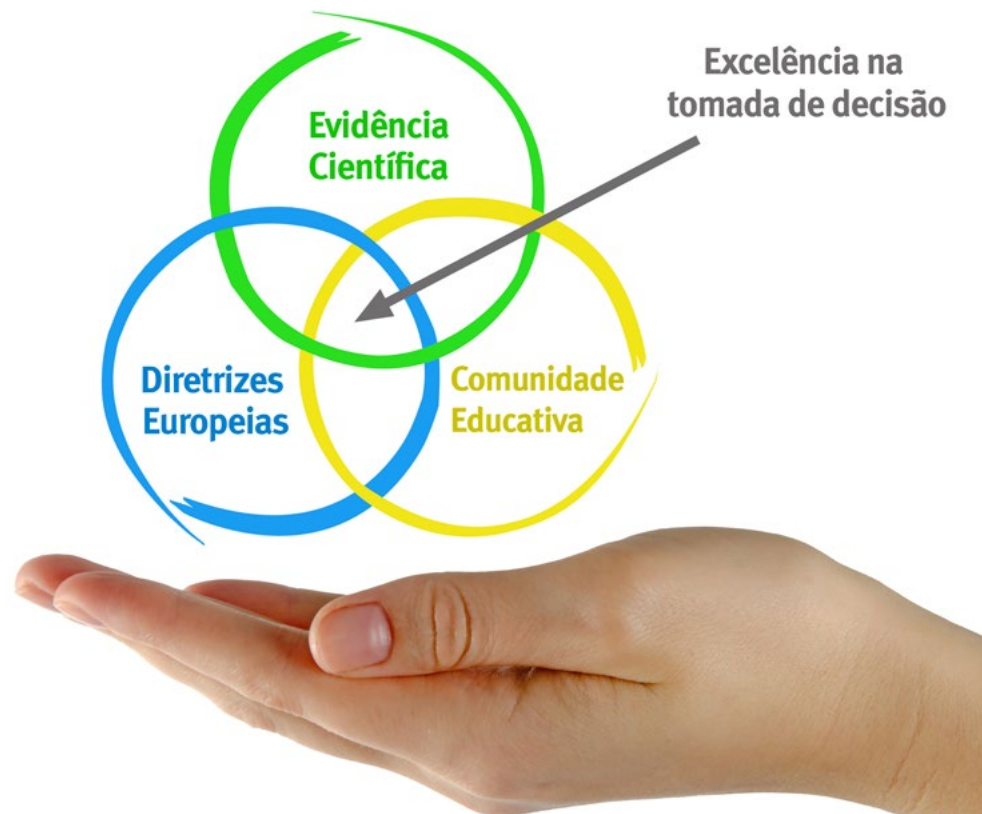 Excelência na
tomada de decisão
Evidência
Científica
Diretrizes
Europeias
Comunidade
Educativa